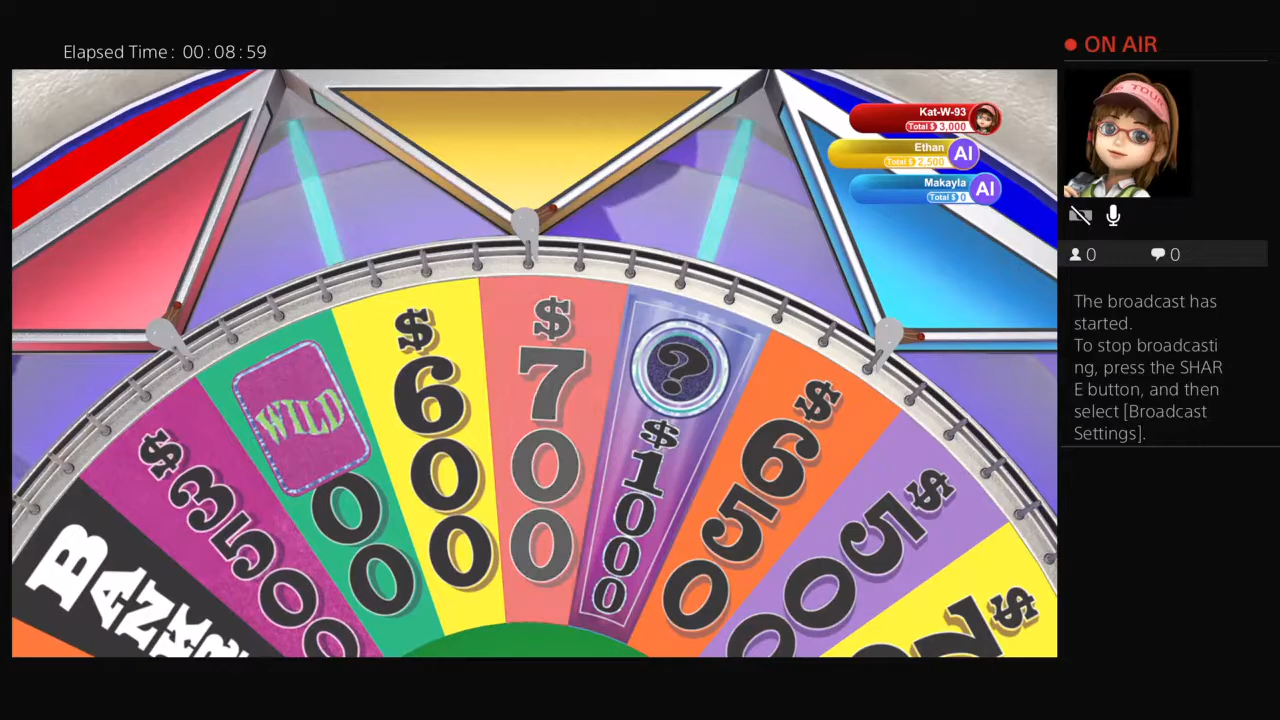 Elapsed Time: 00:08:59
ON AIR
Kat-W-93
Total $ 3,000
Ethan
Total $ 2,500
AI
Makayla
Total $ 0
AI
0
0
The broadcast has
started.
To stop broadcasti
ng, press the SHAR
E button, and then
select [Broadcast
Settings].
$3500
WILD
00
$600
$700
?
$1000
$650
$500